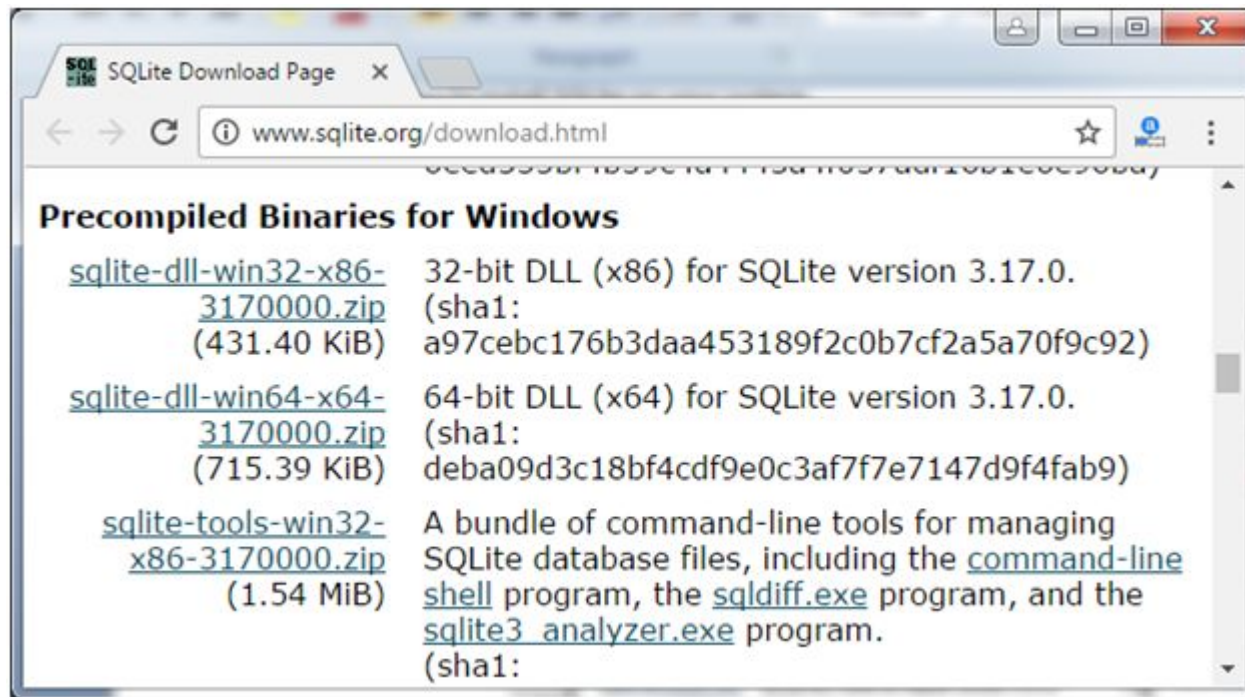 SQLite Download Page
www.sqlite.org/download.html
Precompiled Binaries for Windows
sqlite-dll-win32-x86-
3170000.zip
(431.40 KiB)
32-bit DLL (x86) for SQLite version 3.17.0.
(sha1:
a97cebc176b3daa453189f2c0b7cf2a5a70f9c92)
sqlite-dll-win64-x64-
3170000.zip
(715.39 KiB)
64-bit DLL (x64) for SQLite version 3.17.0.
(sha1:
deba09d3c18bf4cdf9e0c3af7f7e7147d9f4fab9)
sqlite-tools-win32-
x86-3170000.zip
(1.54 MiB)
A bundle of command-line tools for managing
SQLite database files, including the command-line
shell program, the sqldiff.exe program, and the
sqlite3_analyzer.exe program.
(sha1: